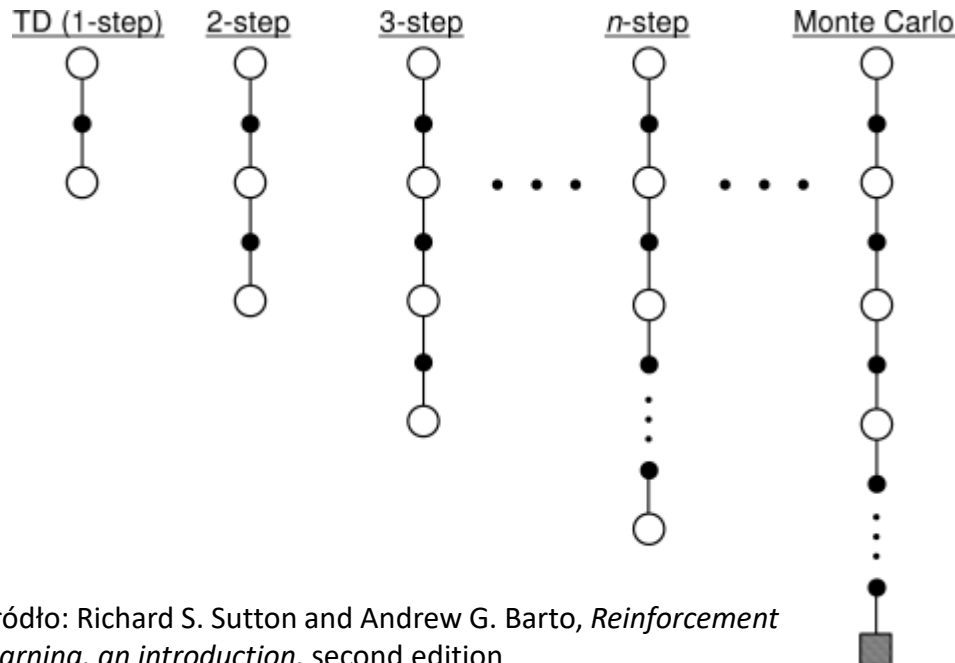 TD (1-step) 2-step 3-step n-step Monte Carlo
ródło: Richard S. Sutton and Andrew G. Barto, Reinforcement
arning, an introduction, second edition